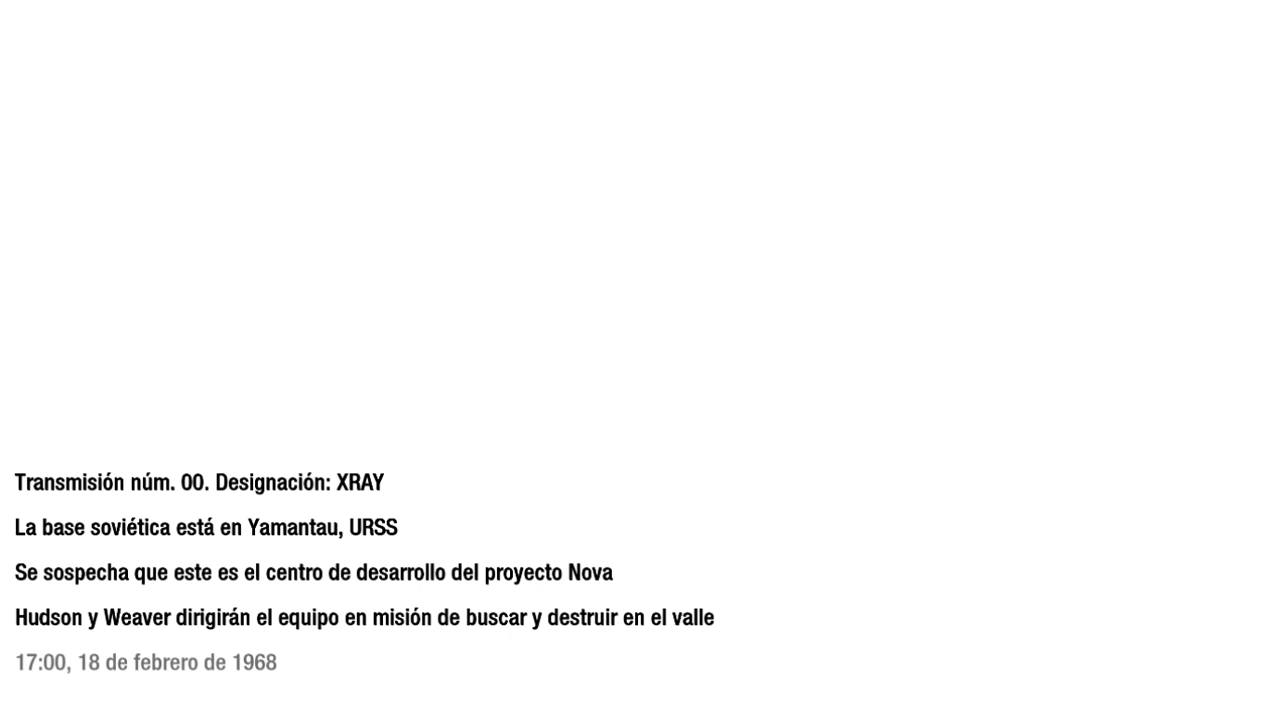 Transmisión núm. 00. Designación: XRAY
La base soviética está en Yamantau, URSS
Se sospecha que este es el centro de desarrollo del proyecto Nova
Hudson y Weaver dirigirán el equipo en misión de buscar y destruir en el valle
17:00, 18 de febrero de 1968